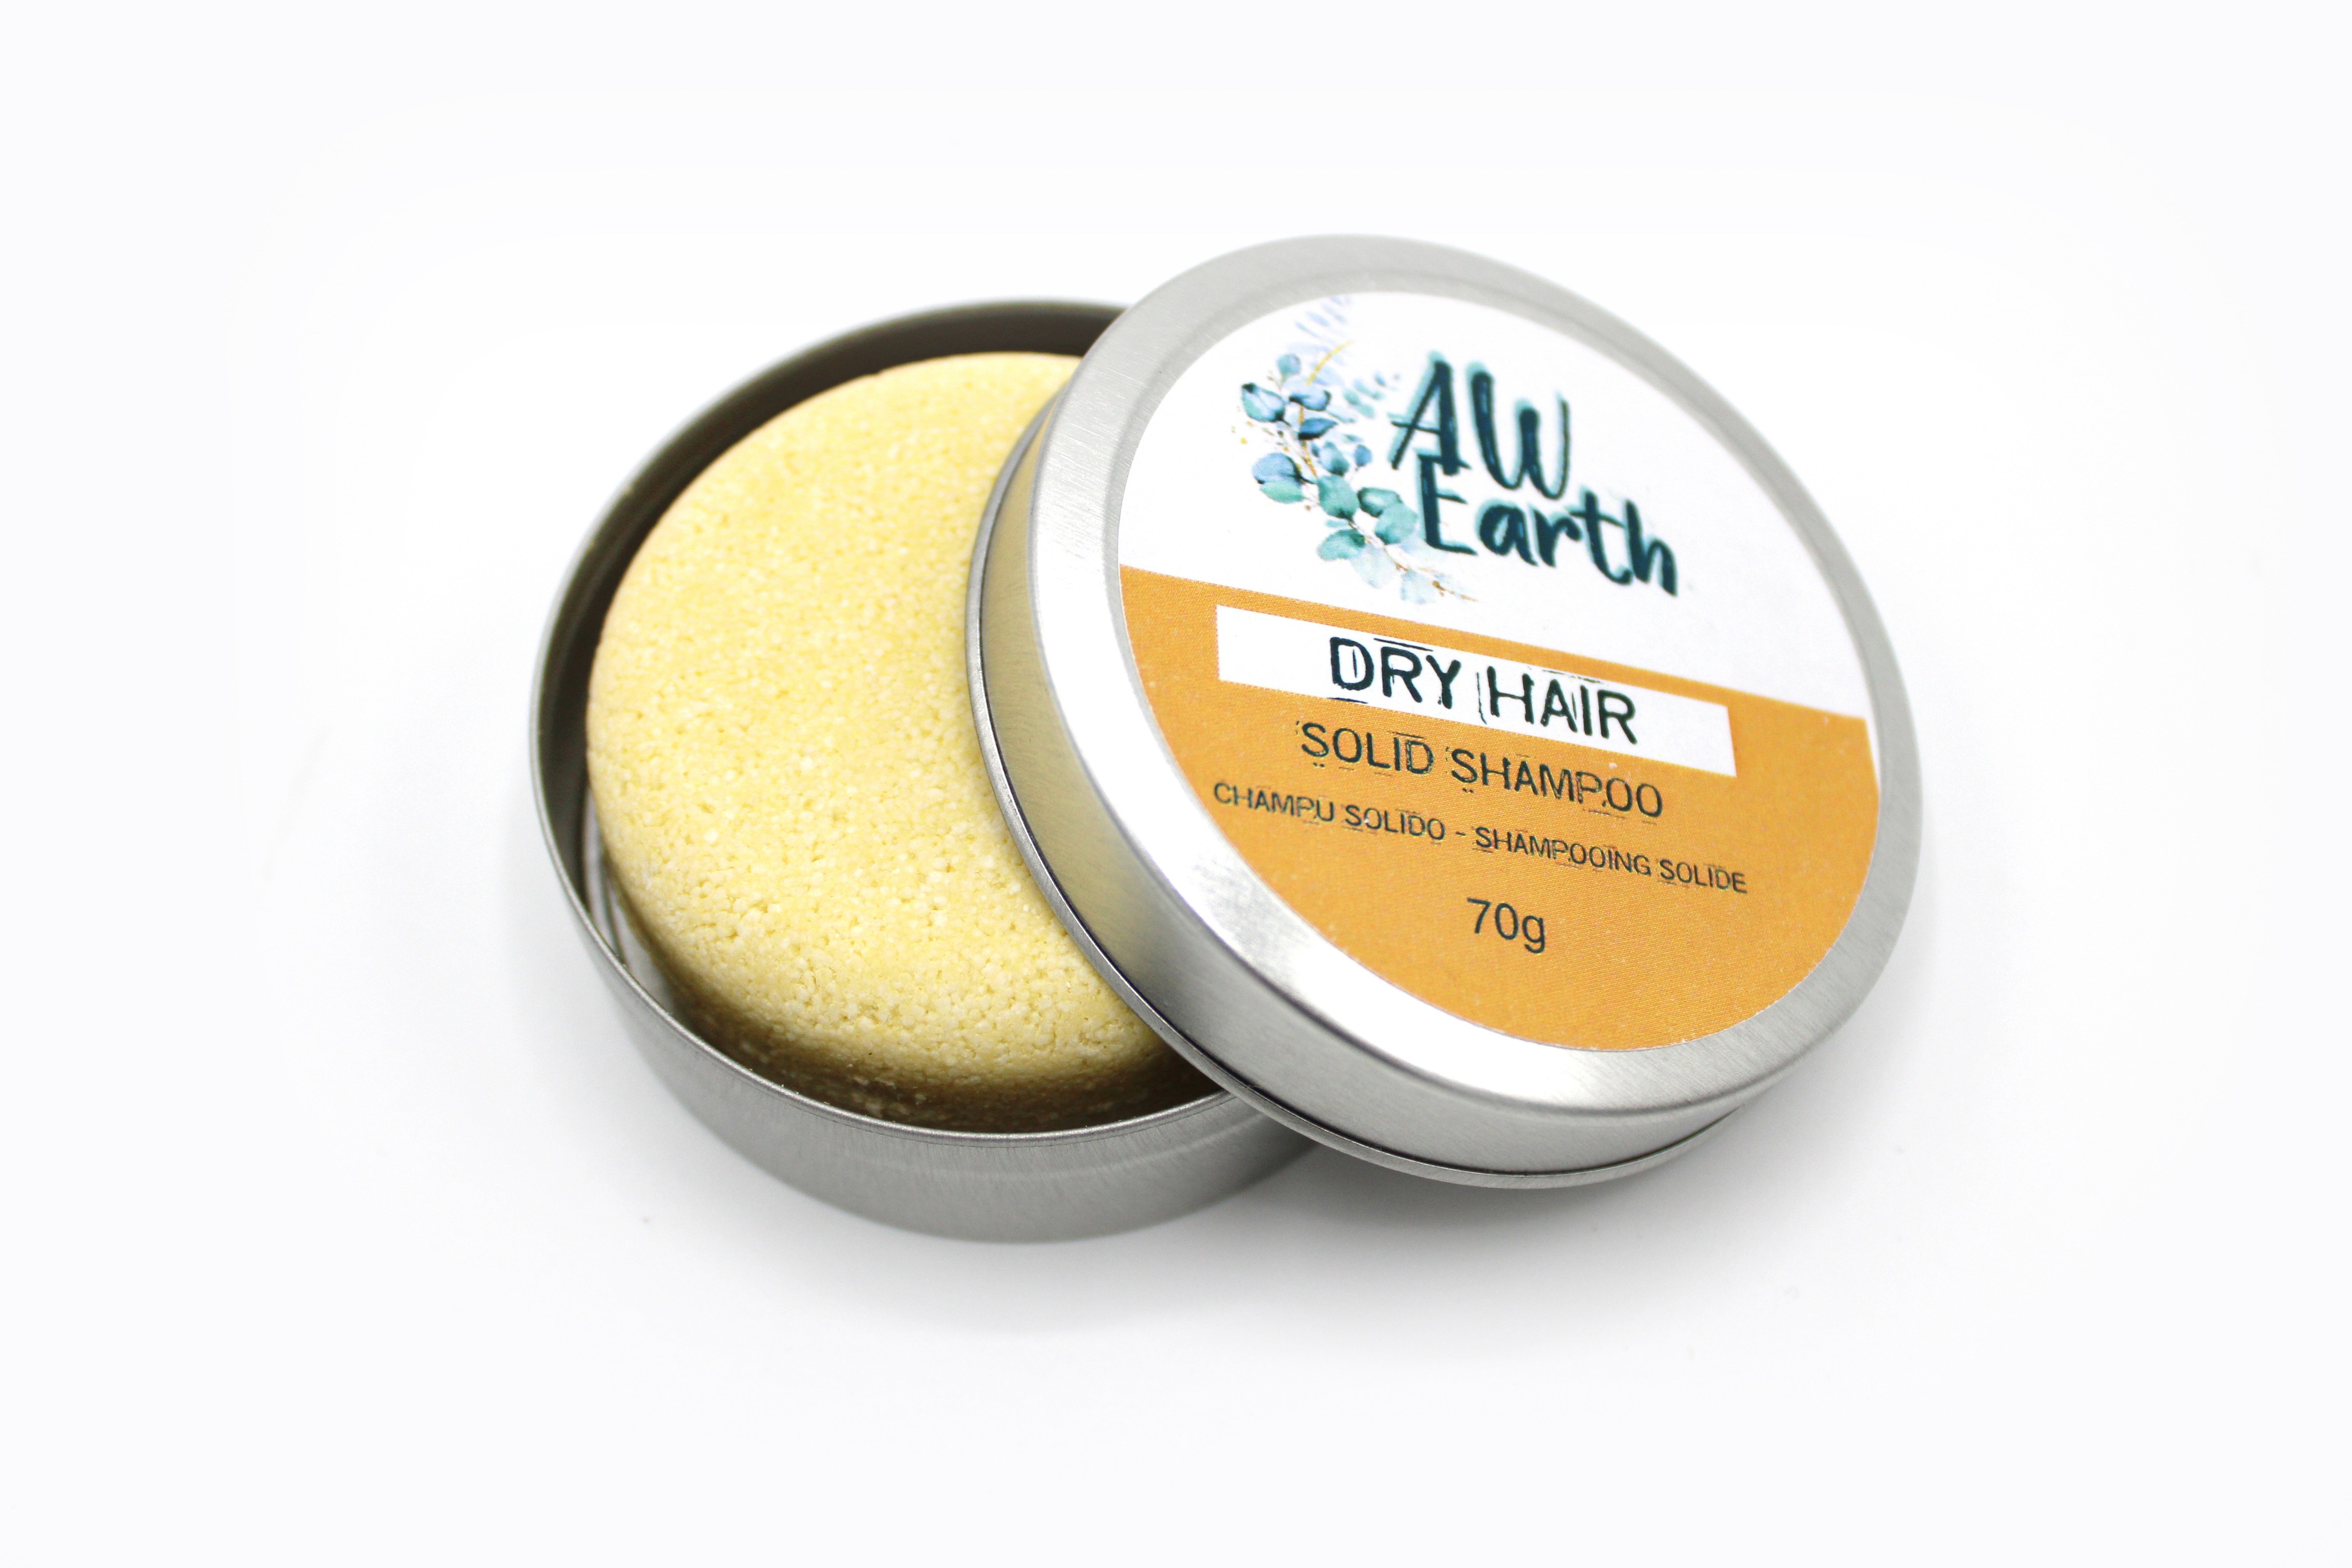 AW
Earth
DRY HAIR
SOLID SHAMPOO
CHAMPU SOLIDO - SHAMPOOING SOLIDE
70g